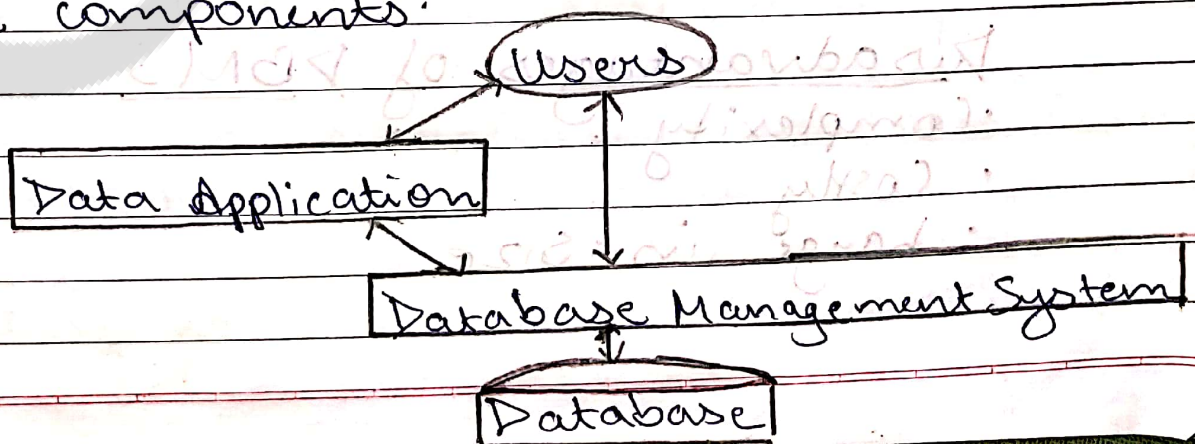 components.
Users
Data Application
Database Management System
Database